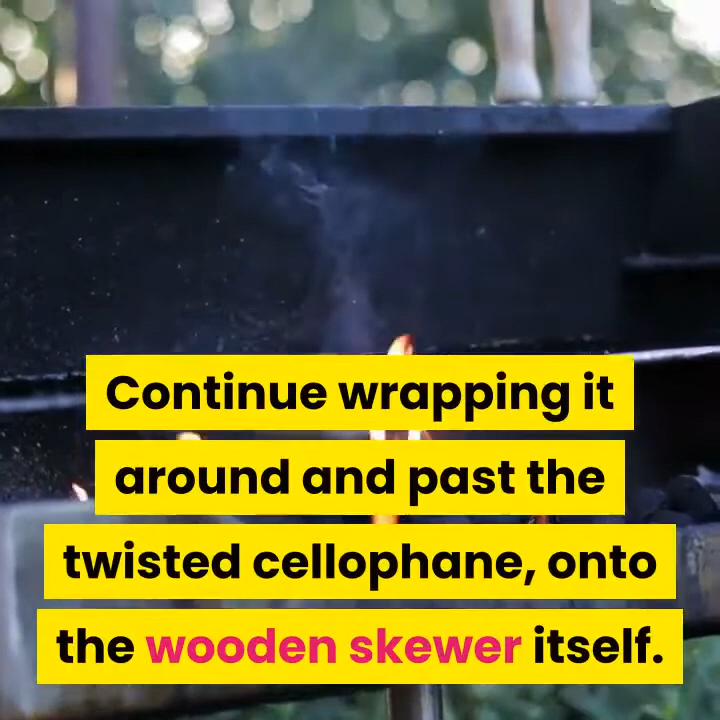 Continue wrapping it
around and past the
twisted cellophane, onto
the wooden skewer itself.